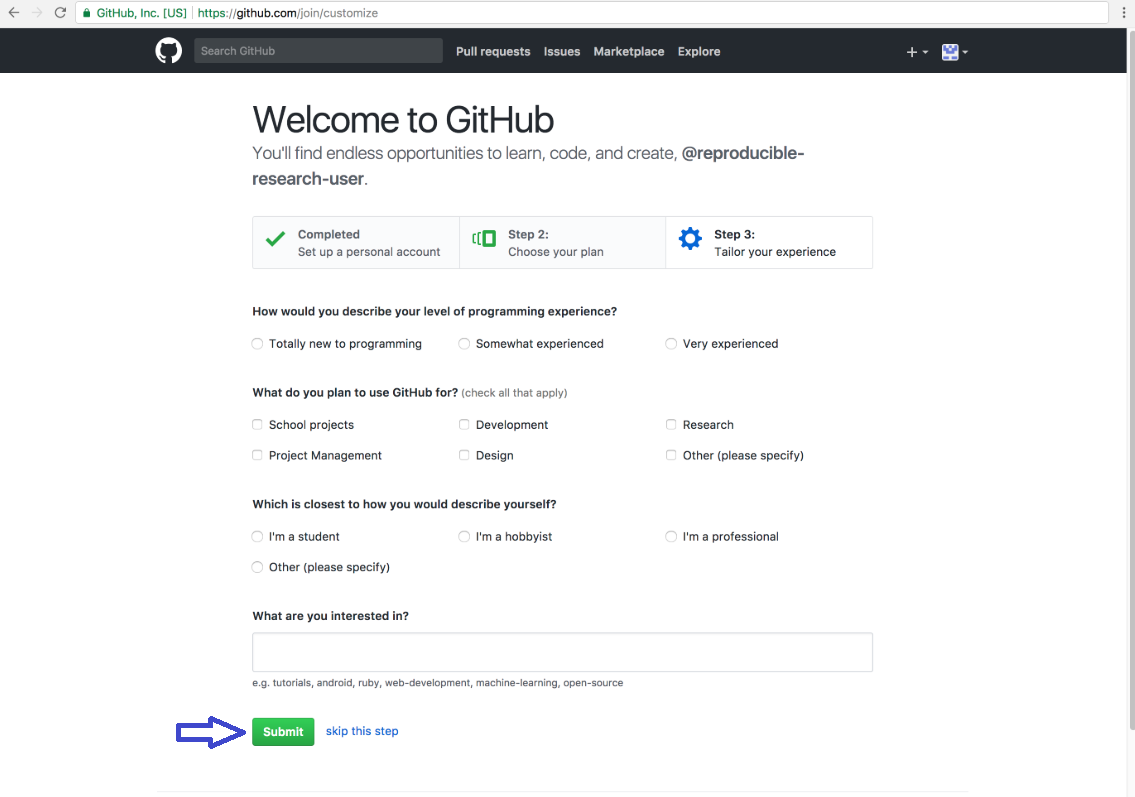 GitHub, Inc. [US] https://github.com/join/customize
Search GitHub Pull requests Issues Marketplace Explore
Welcome to GitHub
You'll find endless opportunities to learn, code, and create, @reproducible-
research-user.
Completed
Set up a personal account
Step 2:
Choose your plan
Step 3:
Tailor your experience
How would you describe your level of programming experience?
Totally new to programming Somewhat experienced Very experienced
What do you plan to use GitHub for? (check all that apply)
School projects Development Research
Project Management Design Other (please specify)
Which is closest to how you would describe yourself?
I'm a student I'm a hobbyist I'm a professional
Other (please specify)
What are you interested in?
e.g. tutorials, android, ruby, web-development, machine-learning, open-source
Submit skip this step